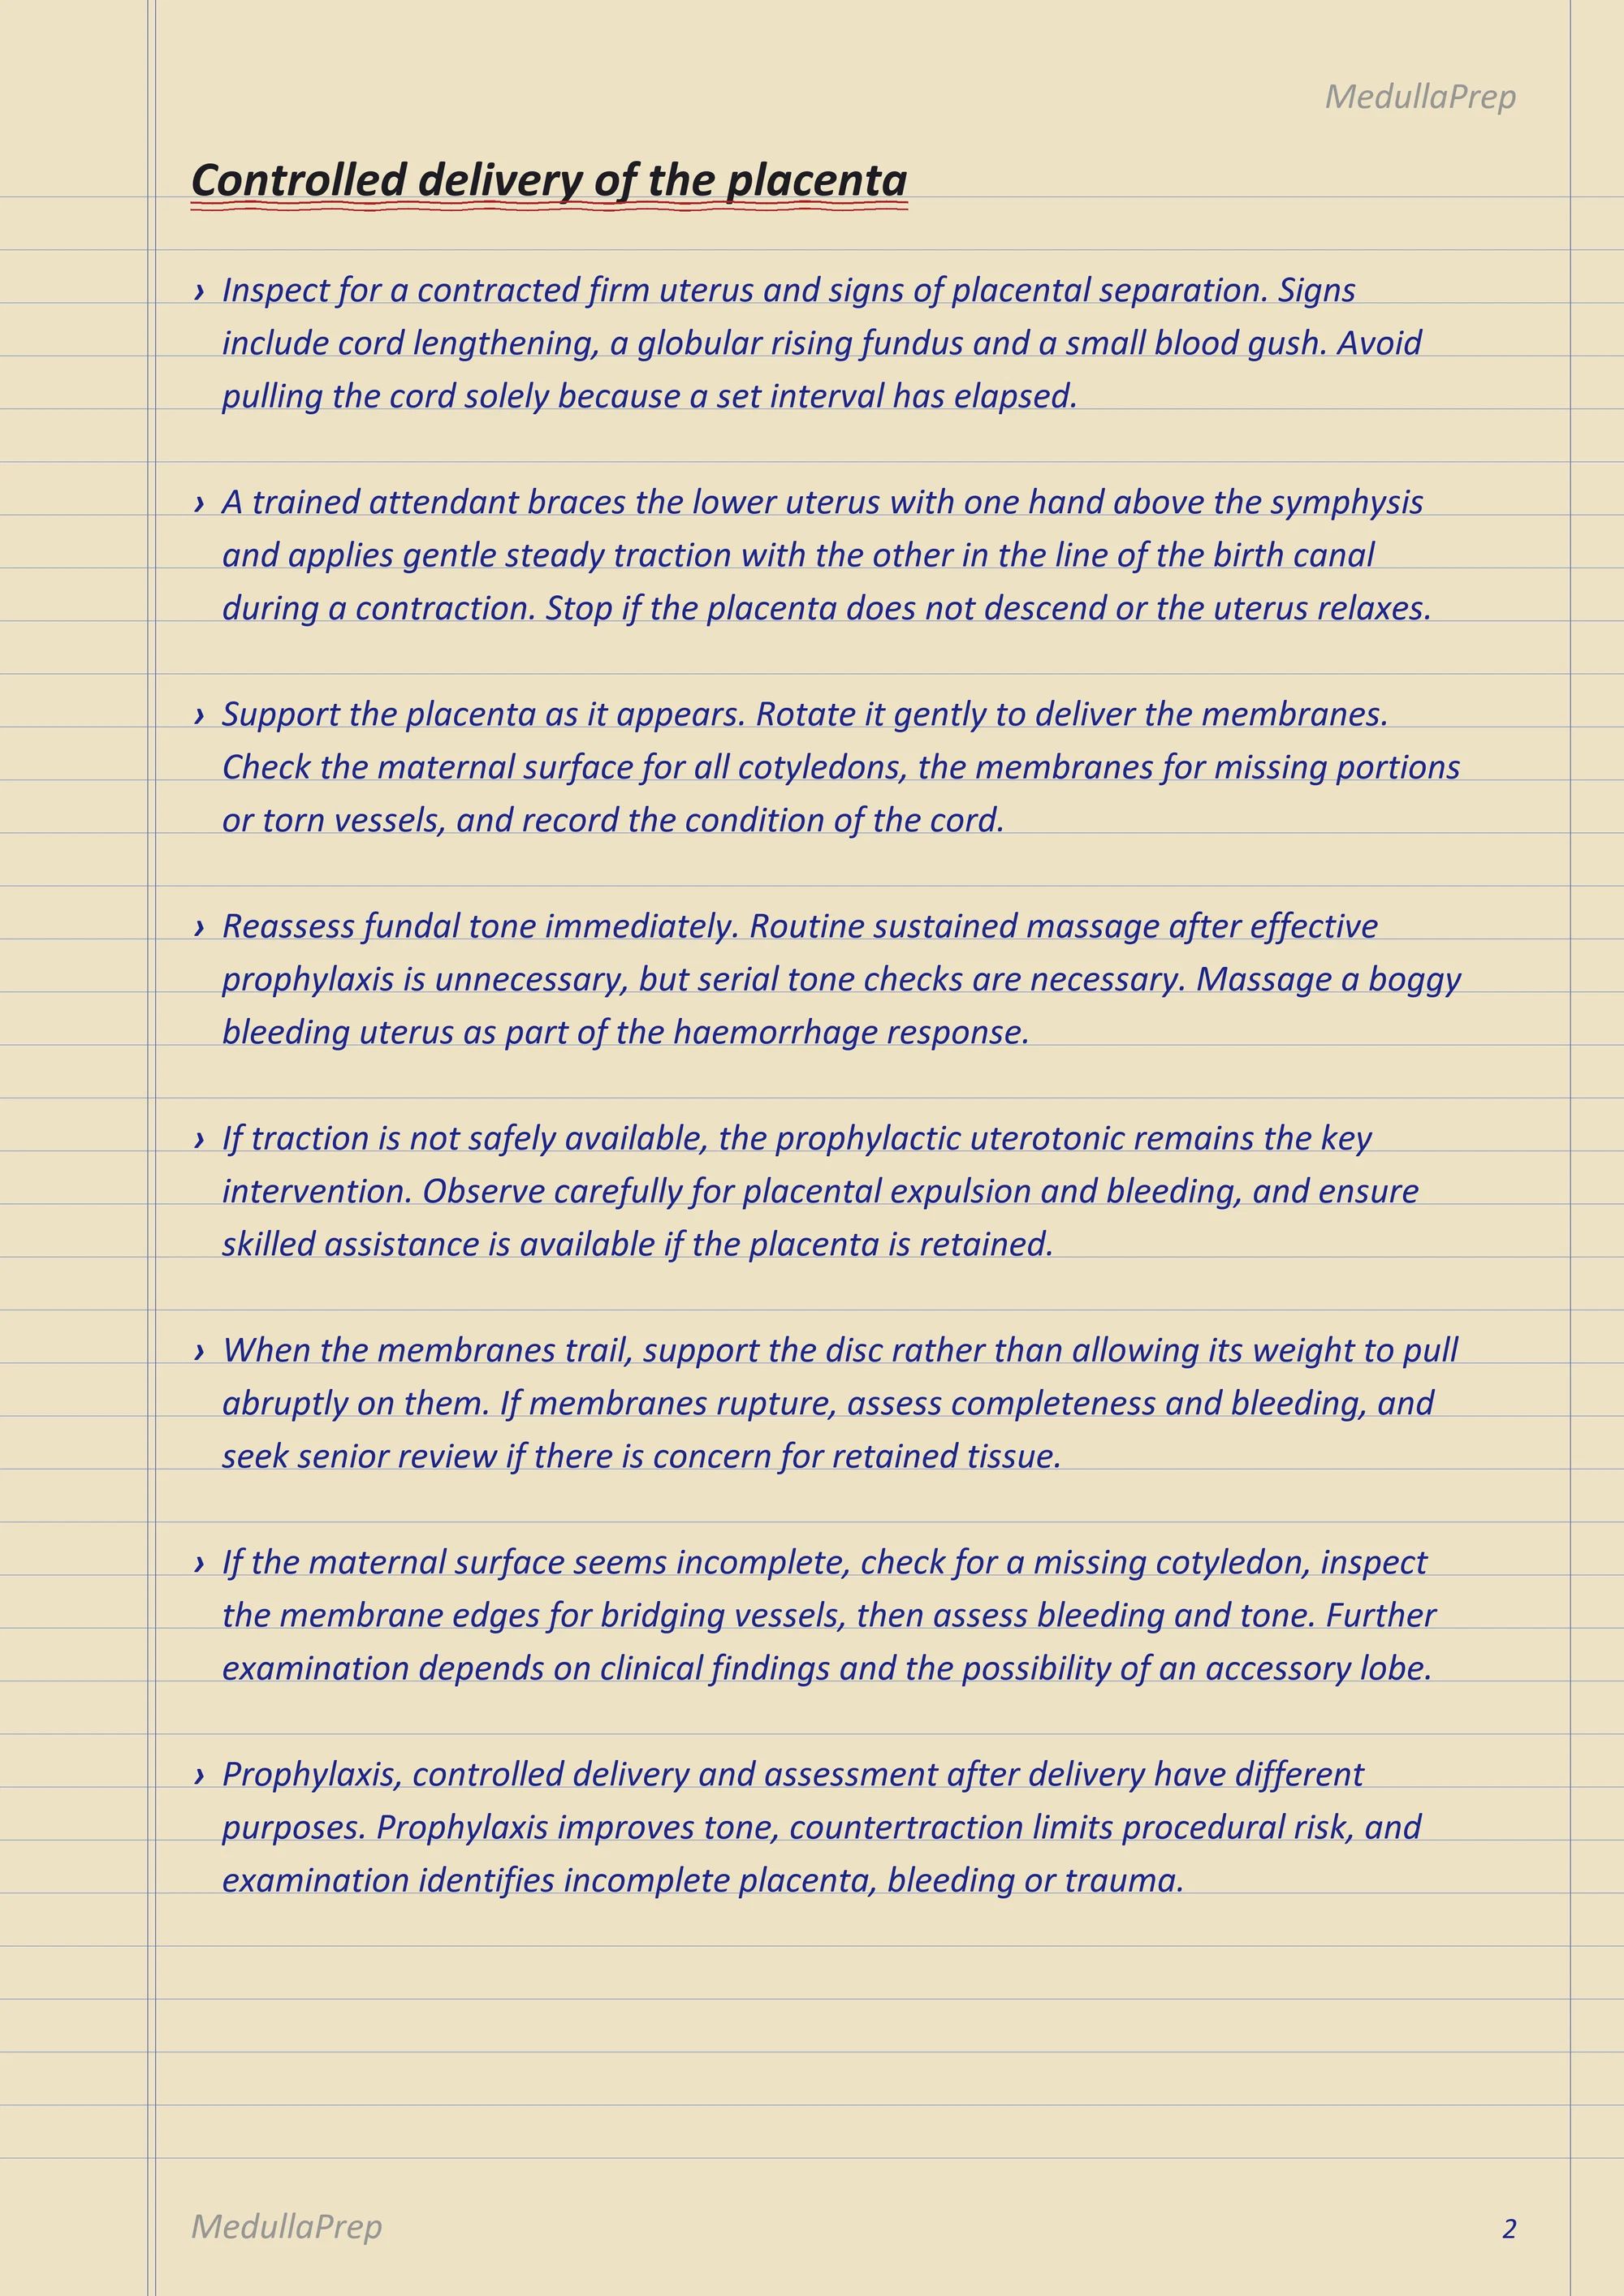 MedullaPrep
Controlled delivery of the placenta
› Inspect for a contracted firm uterus and signs of placental separation. Signs
include cord lengthening, a globular rising fundus and a small blood gush. Avoid
pulling the cord solely because a set interval has elapsed.
› A trained attendant braces the lower uterus with one hand above the symphysis
and applies gentle steady traction with the other in the line of the birth canal
during a contraction. Stop if the placenta does not descend or the uterus relaxes.
› Support the placenta as it appears. Rotate it gently to deliver the membranes.
Check the maternal surface for all cotyledons, the membranes for missing portions
or torn vessels, and record the condition of the cord.
› Reassess fundal tone immediately. Routine sustained massage after effective
prophylaxis is unnecessary, but serial tone checks are necessary. Massage a boggy
bleeding uterus as part of the haemorrhage response.
› If traction is not safely available, the prophylactic uterotonic remains the key
intervention. Observe carefully for placental expulsion and bleeding, and ensure
skilled assistance is available if the placenta is retained.
› When the membranes trail, support the disc rather than allowing its weight to pull
abruptly on them. If membranes rupture, assess completeness and bleeding, and
seek senior review if there is concern for retained tissue.
› If the maternal surface seems incomplete, check for a missing cotyledon, inspect
the membrane edges for bridging vessels, then assess bleeding and tone. Further
examination depends on clinical findings and the possibility of an accessory lobe.
› Prophylaxis, controlled delivery and assessment after delivery have different
purposes. Prophylaxis improves tone, countertraction limits procedural risk, and
examination identifies incomplete placenta, bleeding or trauma.
MedullaPrep
2